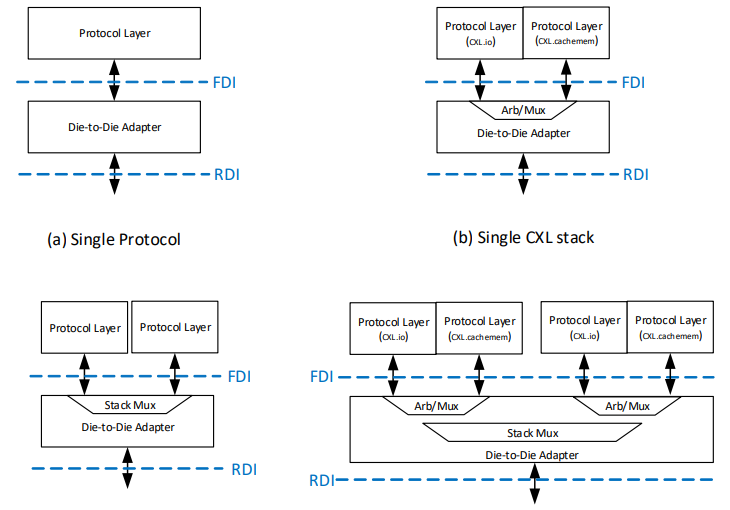 Protocol Layer
FDI
Die-to-Die Adapter
RDI
(a) Single Protocol
Protocol Layer
(CXL.io)
Protocol Layer
(CXL.cachemem)
FDI
Arb/Mux
Die-to-Die Adapter
RDI
(b) Single CXL stack
Protocol Layer
Protocol Layer
FDI
Stack Mux
Die-to-Die Adapter
RDI
Protocol Layer
(CXL.io)
Protocol Layer
(CXL.cachemem)
Protocol Layer
(CXL.io)
Protocol Layer
(CXL.cachemem)
FDI
Arb/Mux
Arb/Mux
Stack Mux
Die-to-Die Adapter
RDI